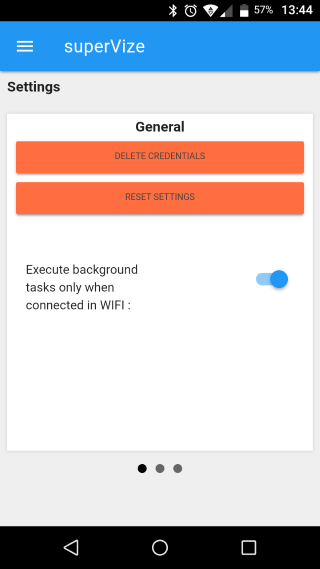 57% 13:44
superVize
Settings
General
DELETE CREDENTIALS
RESET SETTINGS
Execute background
tasks only when
connected in WIFI :